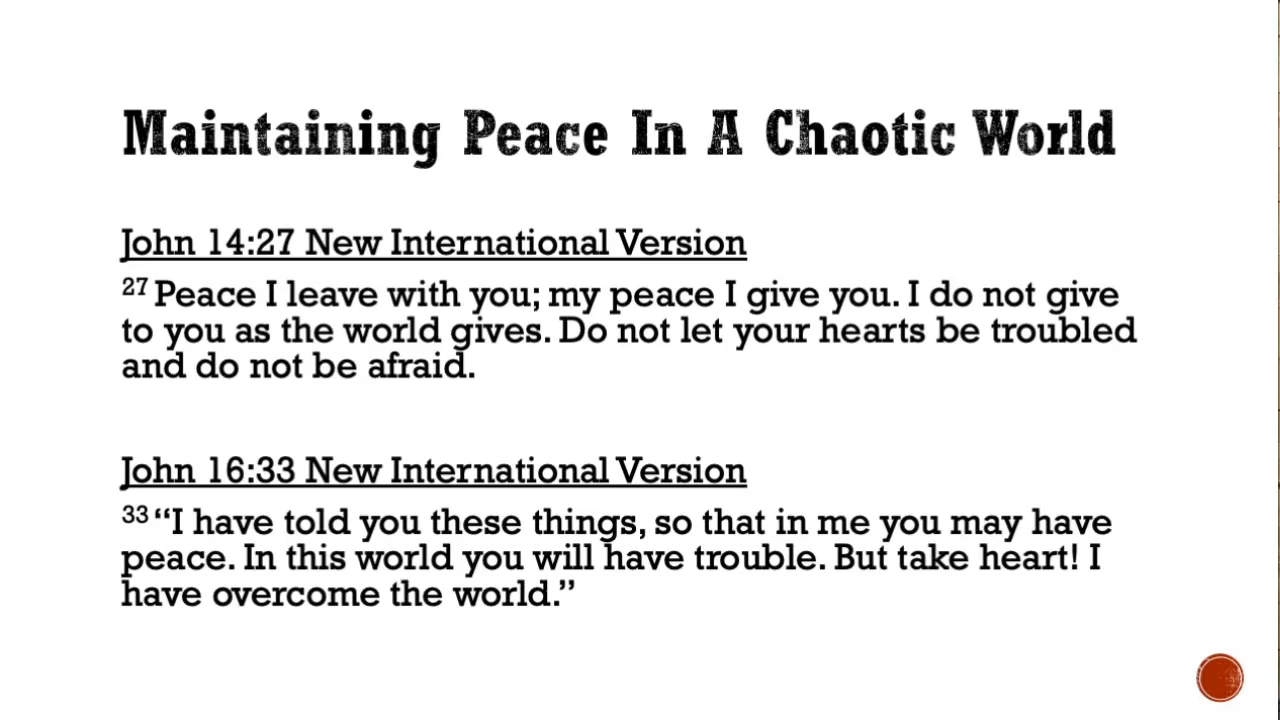 Maintaining Peace In A Chaotic World
John 14:27 New International Version
27 Peace I leave with you; my peace I give you. I do not give
to you as the world gives. Do not let your hearts be troubled
and do not be afraid.
John 16:33 New International Version
33 “I have told you these things, so that in me you may have
peace. In this world you will have trouble. But take heart! I
have overcome the world.”